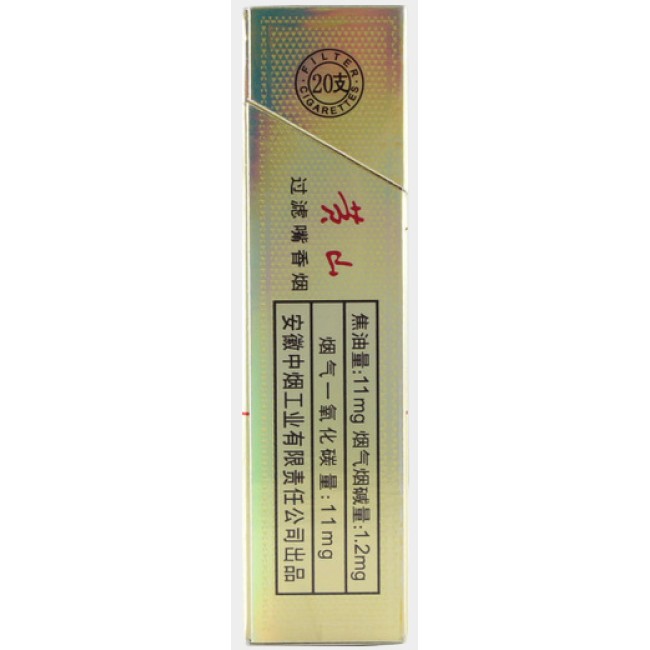 FILTER
20支
CIGARETTES
黄山
过滤嘴香烟
焦油量:11mg 烟气烟碱量:1.2mg
烟气一氧化碳量:11mg
安徽中烟工业有限责任公司出品